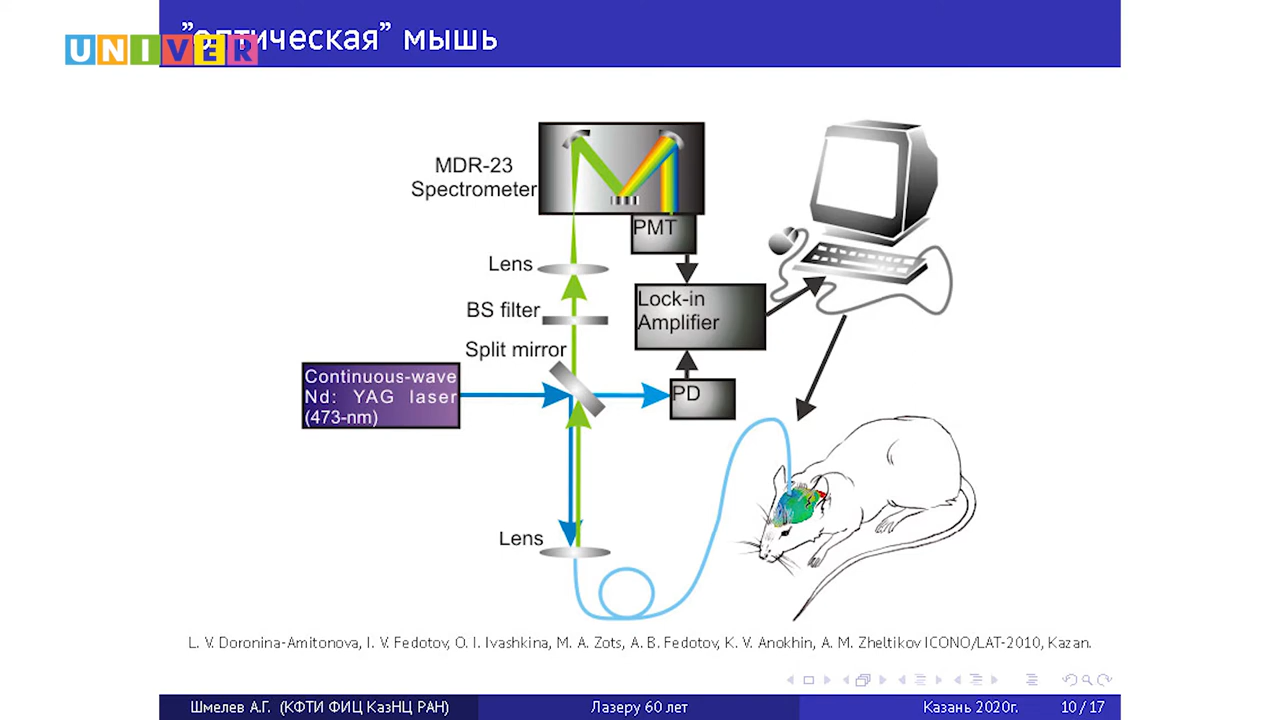 "оптическая" мышь
UNIVER
MDR-23
Spectrometer
PMT
Lens
Lock-in
Amplifier
BS filter
Split mirror
Continuous-wave
Nd: YAG laser
(473-nm)
PD
Lens
L. V. Doronina-Amitonova, I. V. Fedotov, O. I. Ivashkina, M. A. Zots, A. B. Fedotov, K. V. Anokhin, A. M. Zheltikov ICONO/LAT-2010, Kazan.
Шмелев А.Г. (КФТИ ФИЦ КазНЦ РАН)
Лазеру 60 лет
Казань 2020г.
10 / 17